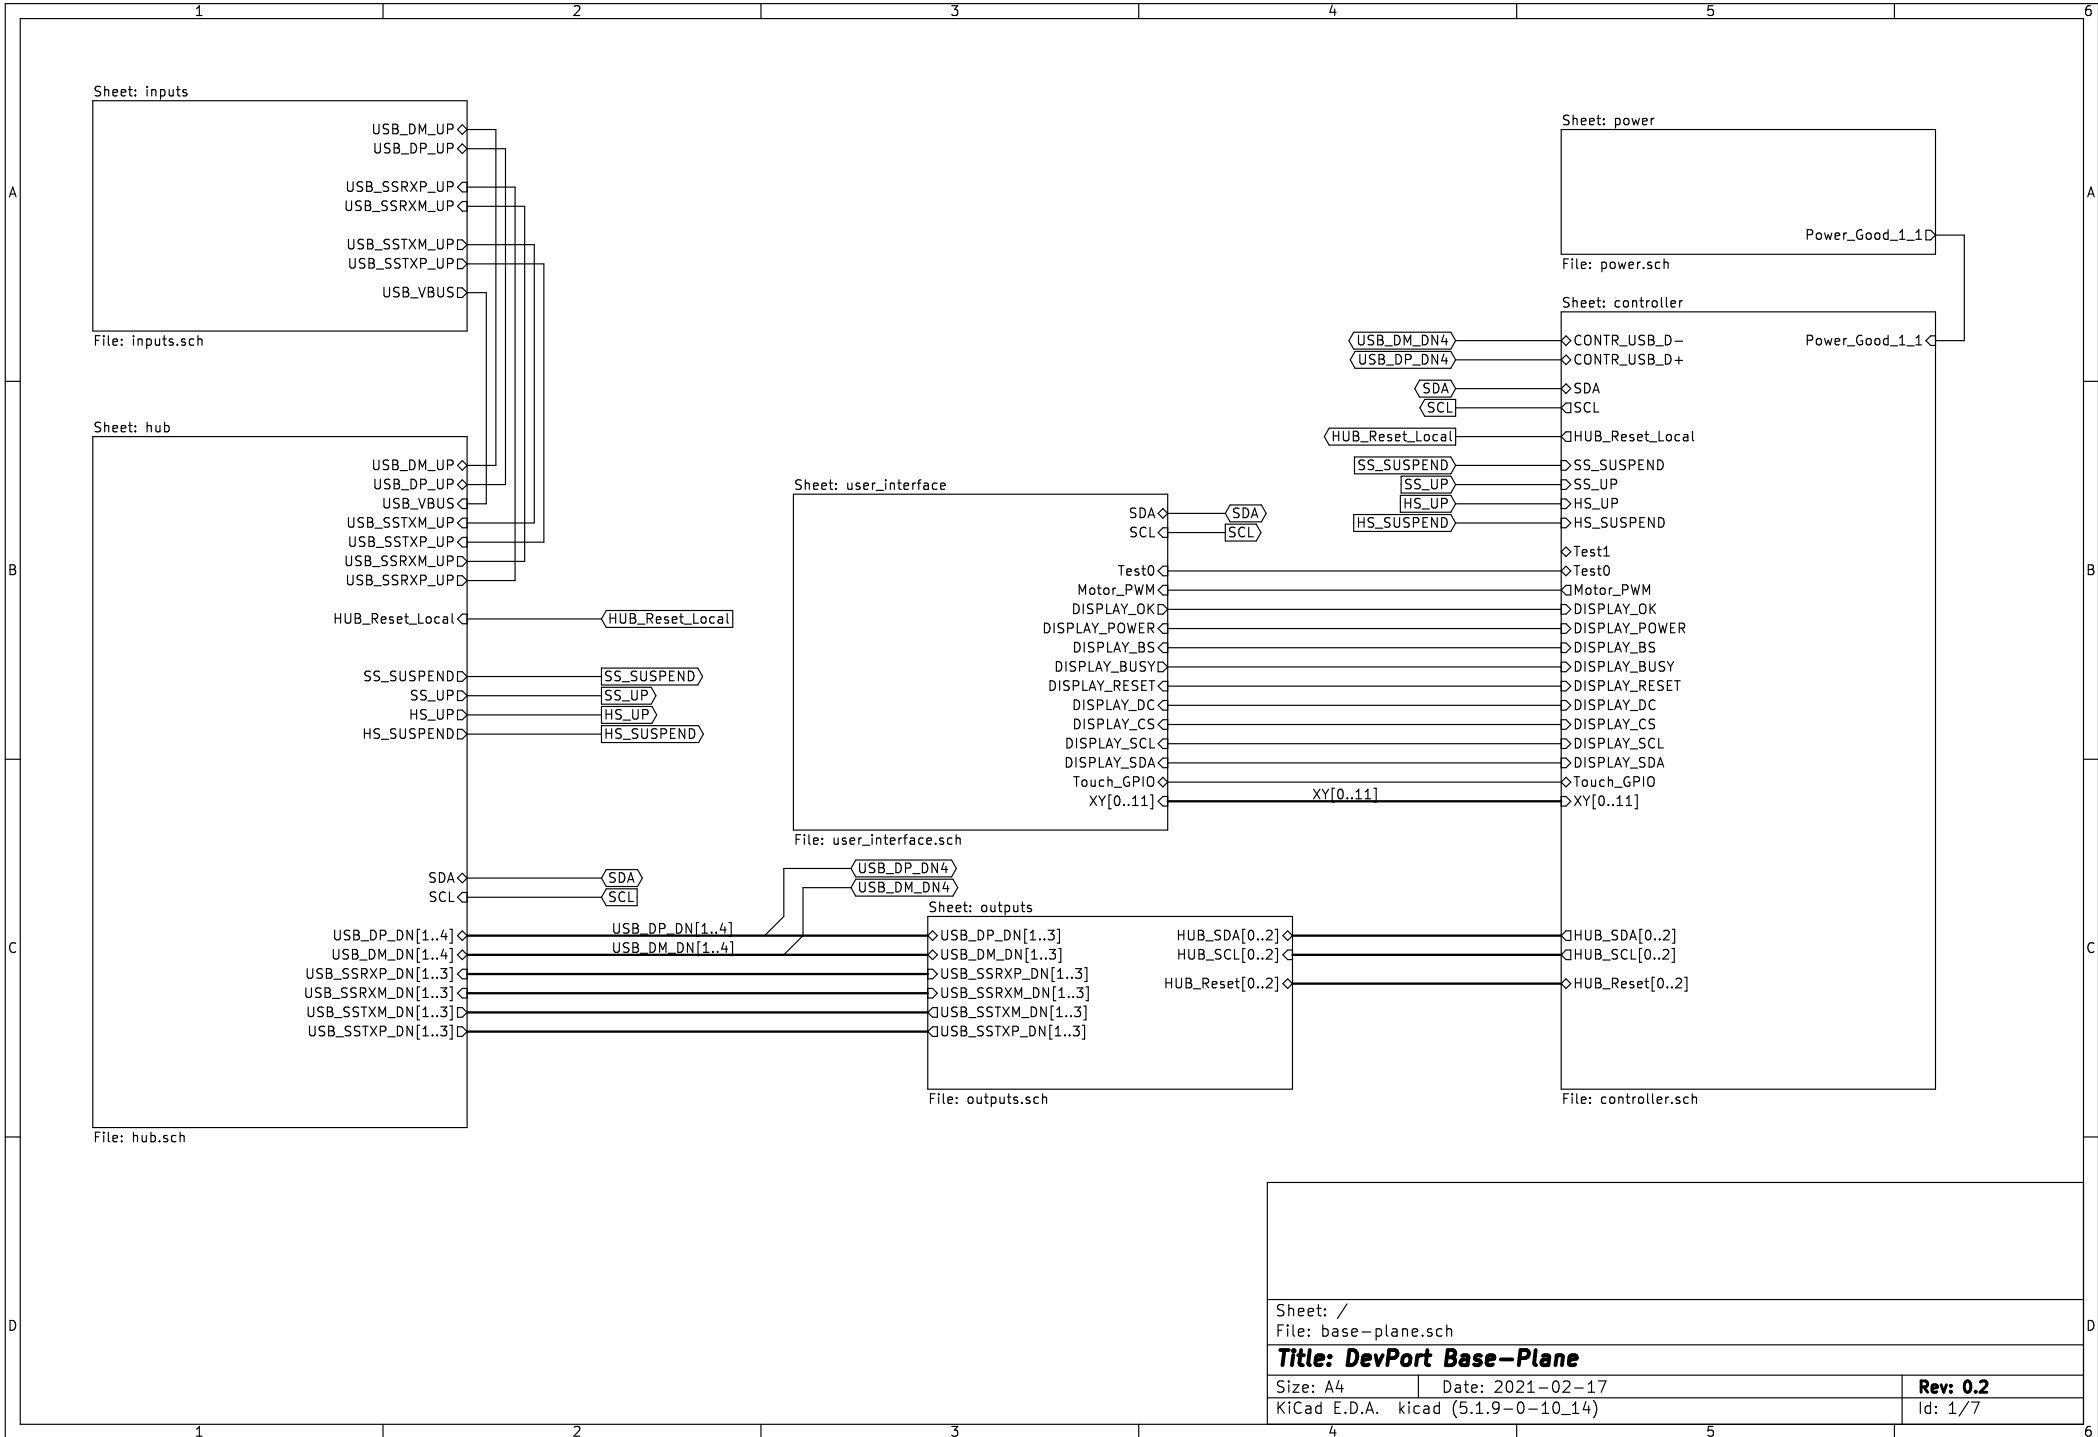 1 2 3 4 5 6
Sheet: inputs
USB_DM_UP
USB_DP_UP
USB_SSRXP_UP
USB_SSRXM_UP
USB_SSTXM_UP
USB_SSTXP_UP
USB_VBUS
File: inputs.sch
Sheet: power
Power_Good_1_1
File: power.sch
A A
Sheet: hub
USB_DM_UP
USB_DP_UP
USB_VBUS
USB_SSTXM_UP
USB_SSTXP_UP
USB_SSRXM_UP
USB_SSRXP_UP
HUB_Reset_Local HUB_Reset_Local
SS_SUSPEND SS_SUSPEND
SS_UP SS_UP
HS_UP HS_UP
HS_SUSPEND HS_SUSPEND
SDA SDA
SCL SCL
USB_DP_DN[1..4] USB_DP_DN[1..4]
USB_DM_DN[1..4] USB_DM_DN[1..4]
USB_SSRXP_DN[1..3]
USB_SSRXM_DN[1..3]
USB_SSTXM_DN[1..3]
USB_SSTXP_DN[1..3]
File: hub.sch
B B
Sheet: user_interface
SDA SDA
SCL SCL
Test0
Motor_PWM
DISPLAY_OK
DISPLAY_POWER
DISPLAY_BS
DISPLAY_BUSY
DISPLAY_RESET
DISPLAY_DC
DISPLAY_CS
DISPLAY_SCL
DISPLAY_SDA
Touch_GPIO
XY[0..11] XY[0..11]
File: user_interface.sch
USB_DP_DN4
USB_DM_DN4
Sheet: outputs
USB_DP_DN[1..3] HUB_SDA[0..2]
USB_DM_DN[1..3] HUB_SCL[0..2]
USB_SSRXP_DN[1..3]
HUB_Reset[0..2]
USB_SSRXM_DN[1..3]
USB_SSTXM_DN[1..3]
USB_SSTXP_DN[1..3]
File: outputs.sch
C C
Sheet: controller
USB_DM_DN4 CONTR_USB_D- Power_Good_1_1
USB_DP_DN4 CONTR_USB_D+
SDA SDA
SCL SCL
HUB_Reset_Local HUB_Reset_Local
SS_SUSPEND SS_SUSPEND
SS_UP SS_UP
HS_UP HS_UP
HS_SUSPEND HS_SUSPEND
Test1
Test0
Motor_PWM
DISPLAY_OK
DISPLAY_POWER
DISPLAY_BS
DISPLAY_BUSY
DISPLAY_RESET
DISPLAY_DC
DISPLAY_CS
DISPLAY_SCL
DISPLAY_SDA
Touch_GPIO
XY[0..11]
HUB_SDA[0..2]
HUB_SCL[0..2]
HUB_Reset[0..2]
File: controller.sch
D D
Sheet: /
File: base-plane.sch
Title: DevPort Base-Plane
Size: A4 Date: 2021-02-17 Rev: 0.2
KiCad E.D.A. kicad (5.1.9-0-10_14) Id: 1/7
1 2 3 4 5 6